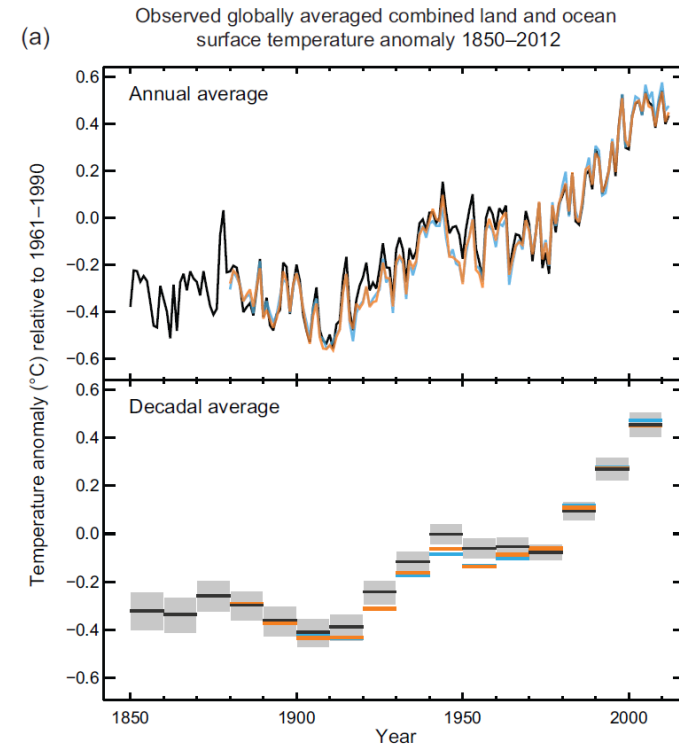 (a)
Observed globally averaged combined land and ocean
surface temperature anomaly 1850–2012
Temperature anomaly (°C) relative to 1961–1990
Annual average
0.6
0.4
0.2
0.0
−0.2
−0.4
−0.6
Decadal average
0.6
0.4
0.2
0.0
−0.2
−0.4
−0.6
1850 1900 1950 2000
Year